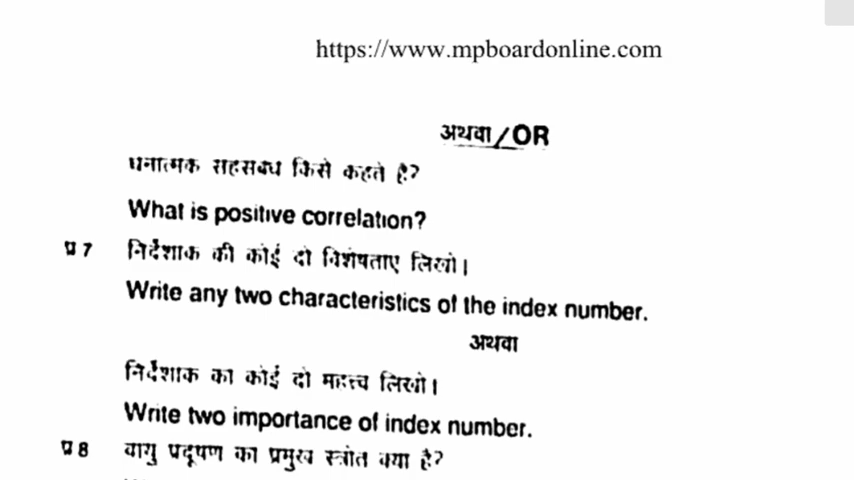 https://www.mpboardonline.com
अथवा/OR
धनात्मक सहसबंध किसे कहते है?
What is positive correlation?
प्र 7 निर्देशाक की कोई दो विशेषताए लिखो।
Write any two characteristics of the index number.
अथवा
निर्देशाक का कोई दो महत्त्व लिखो।
Write two importance of index number.
प्र 8 वायु प्रदूषण का प्रमुख स्त्रोत क्या है?